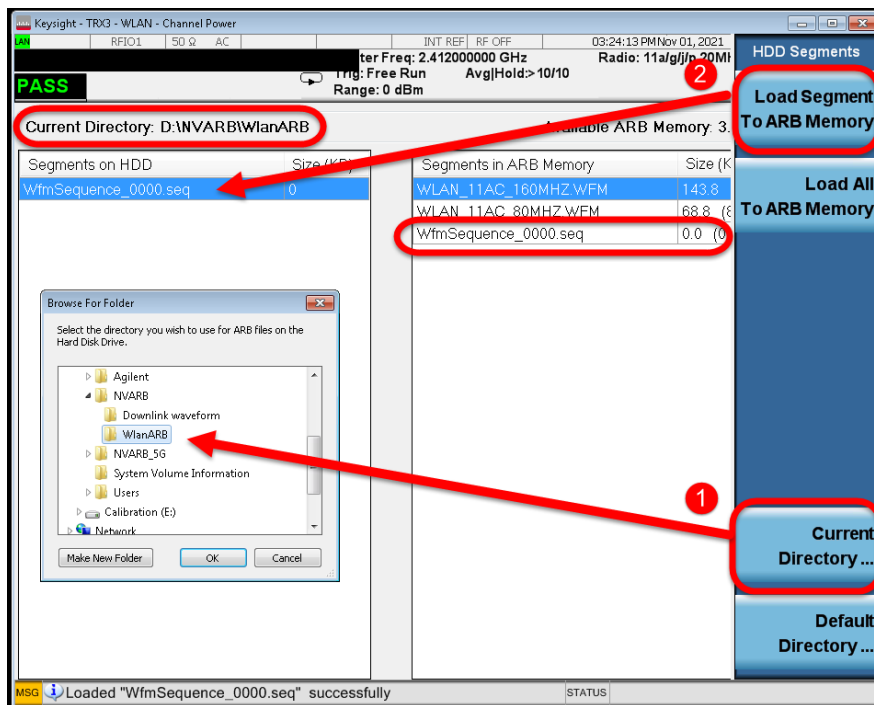 Keysight - TRX3 - WLAN - Channel Power
LAN RFIO1 50 Ω AC INT REF RF OFF 03:24:13 PM Nov 01, 2021
ter Freq: 2.412000000 GHz Radio: 11a/g/j/p 20MH
Trig: Free Run Avg|Hold:>10/10
Range: 0 dBm
PASS
2
HDD Segments
Load Segment
To ARB Memory
Load All
To ARB Memory
Current
Directory ...
Default
Directory ...
Current Directory: D:\NVARB\WlanARB
Available ARB Memory: 3.
Segments on HDD Size (KB)
WfmSequence_0000.seq 0
Segments in ARB Memory Size (K
WLAN_11AC_160MHZ.WFM 143.8
WLAN_11AC_80MHZ.WFM 68.8 (8
WfmSequence_0000.seq 0.0 (0
Browse For Folder
Select the directory you wish to use for ARB files on the
Hard Disk Drive.
Agilent
NVARB
Downlink waveform
WlanARB
NVARB_5G
System Volume Information
Users
Calibration (E:)
Network
Make New Folder OK Cancel
1
MSG Loaded "WfmSequence_0000.seq" successfully STATUS